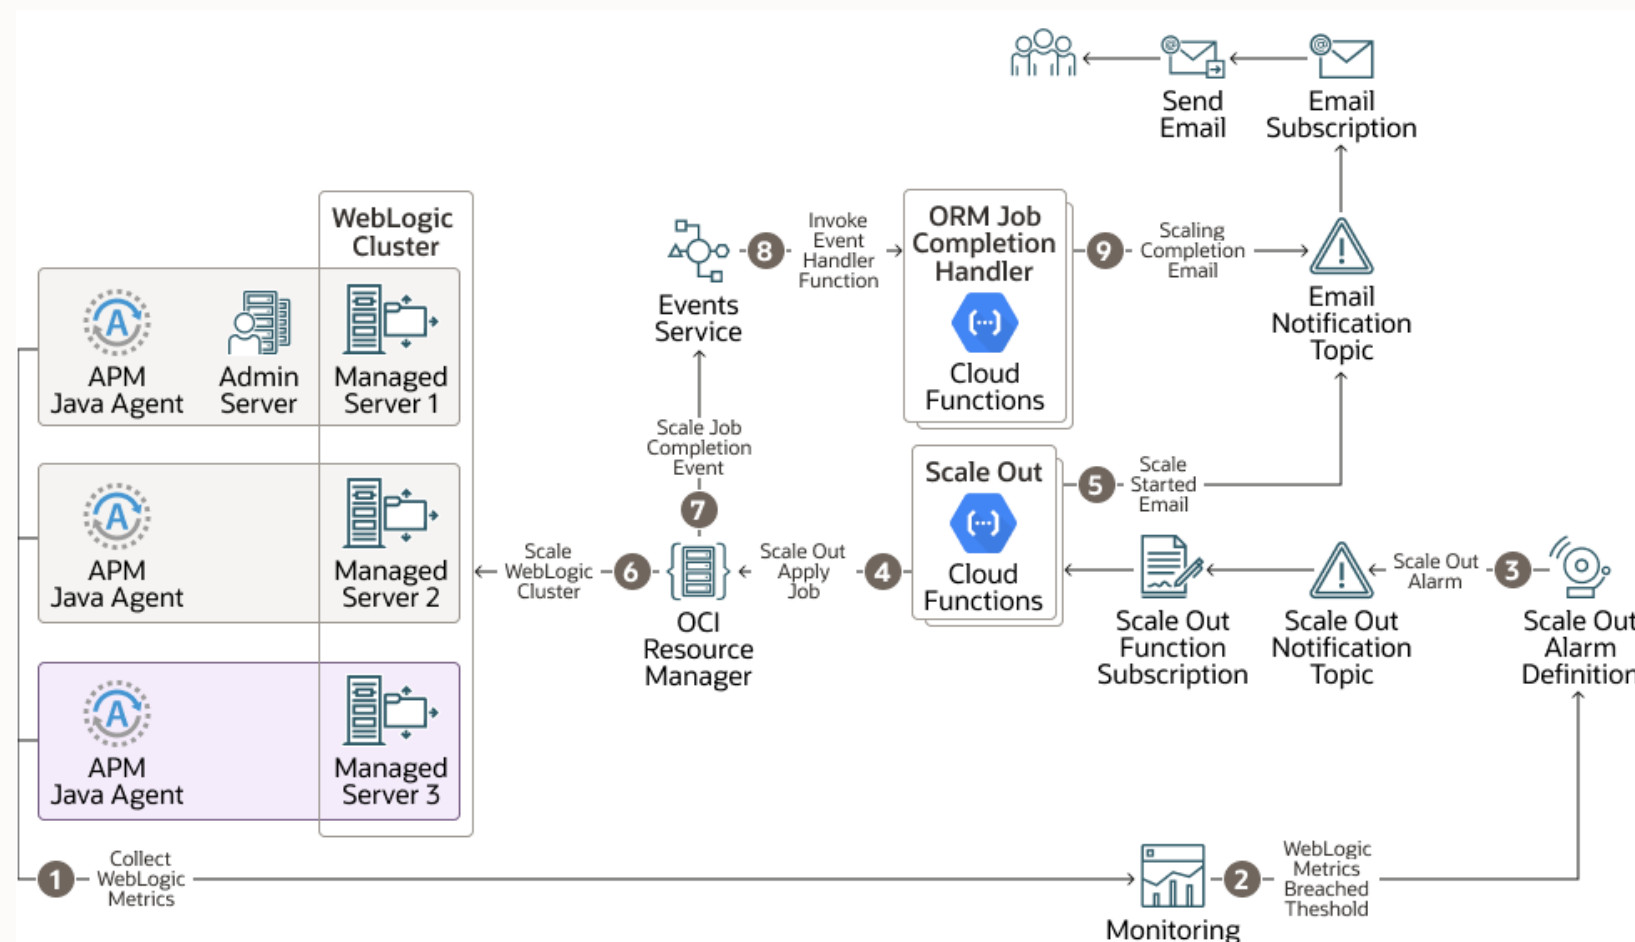 Send
Email
Email
Subscription
WebLogic
Cluster
APM
Java Agent
Admin
Server
Managed
Server 1
APM
Java Agent
Managed
Server 2
APM
Java Agent
Managed
Server 3
1
Collect
WebLogic
Metrics
Monitoring
2
WebLogic
Metrics
Breached
Theshold
Scale Out
Alarm
Definition
3
Scale Out
Alarm
Scale Out
Notification
Topic
Scale Out
Function
Subscription
Scale Out
Cloud
Functions
4
Scale Out
Apply
Job
5
Scale
Started
Email
OCI
Resource
Manager
6
Scale
WebLogic
Cluster
7
Scale Job
Completion
Event
Events
Service
8
Invoke
Event
Handler
Function
ORM Job
Completion
Handler
Cloud
Functions
9
Scaling
Completion
Email
Email
Notification
Topic
A
A
A
@
@